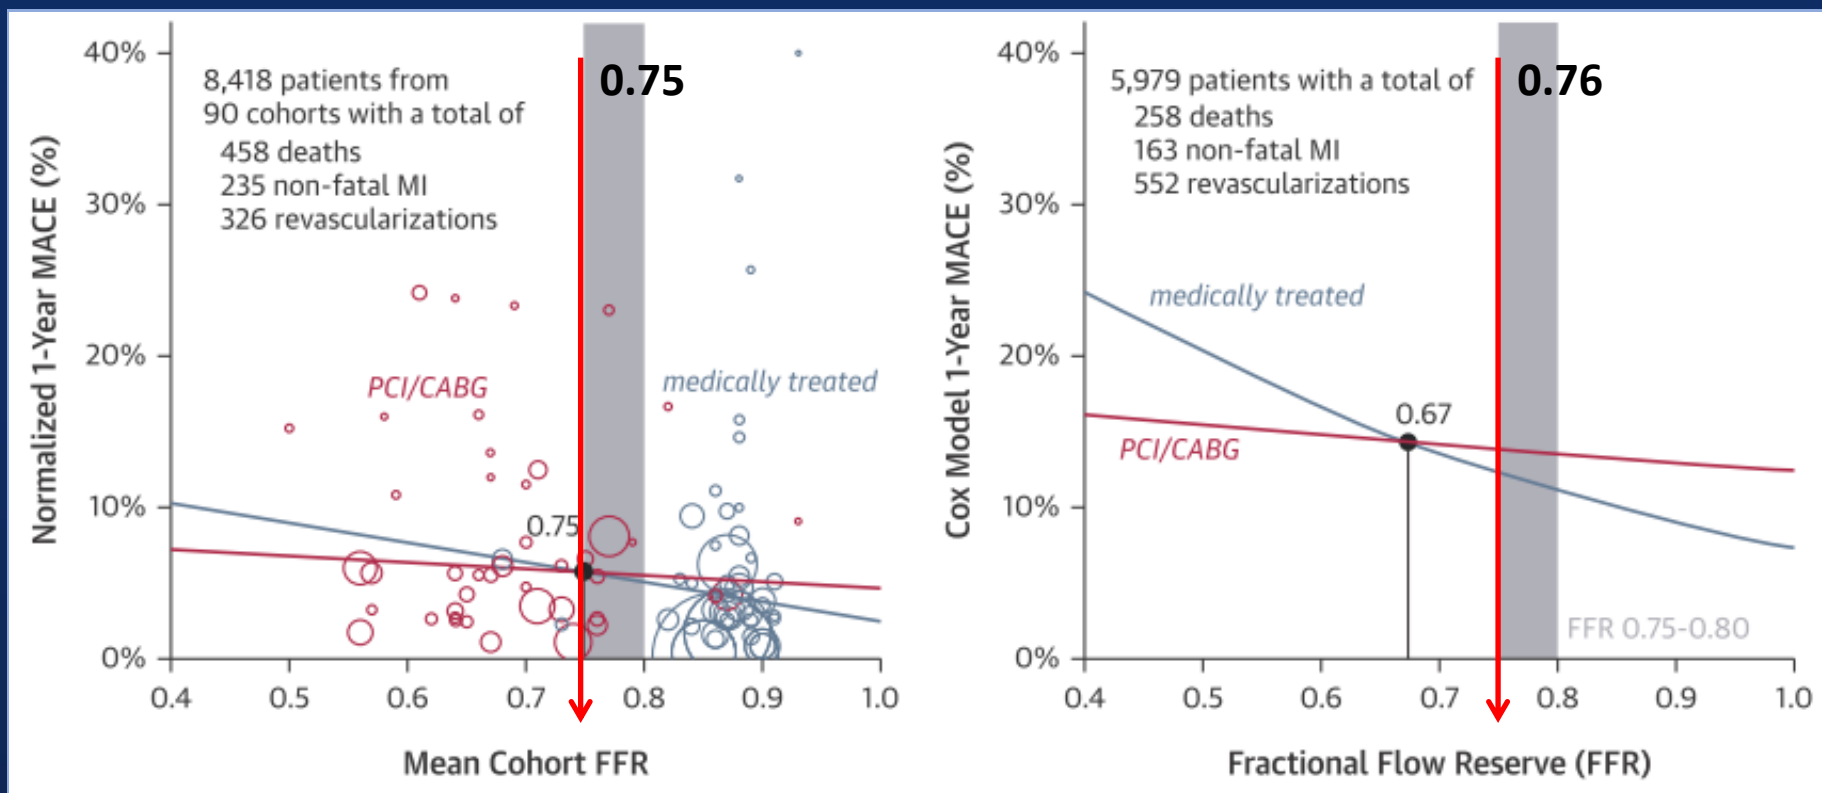 Normalized 1-Year MACE (%)
40%
30%
20%
10%
0%
8,418 patients from
90 cohorts with a total of
458 deaths
235 non-fatal MI
326 revascularizations
0.75
PCI/CABG
medically treated
0.75
0.4 0.5 0.6 0.7 0.8 0.9 1.0
Mean Cohort FFR
Cox Model 1-Year MACE (%)
40%
30%
20%
10%
0%
5,979 patients with a total of
258 deaths
163 non-fatal MI
552 revascularizations
0.76
medically treated
0.67
PCI/CABG
FFR 0.75-0.80
0.4 0.5 0.6 0.7 0.8 0.9 1.0
Fractional Flow Reserve (FFR)